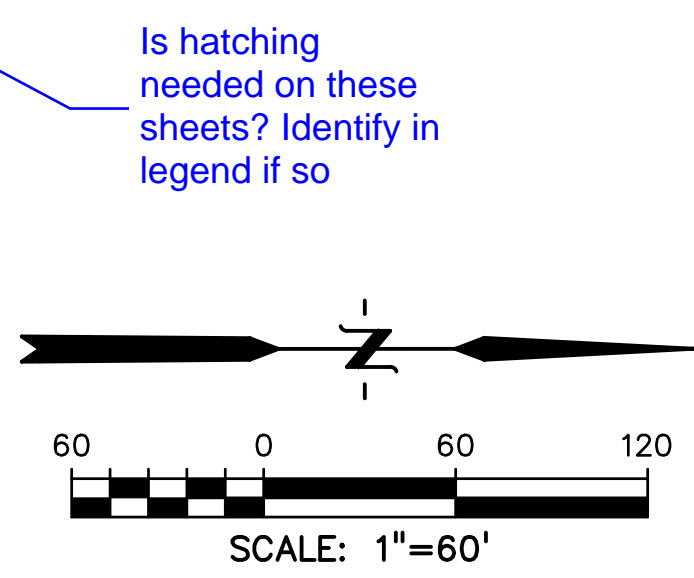 Is hatching
needed on these
sheets? Identify in
legend if so
N
60 0 60 120
SCALE: 1"=60'